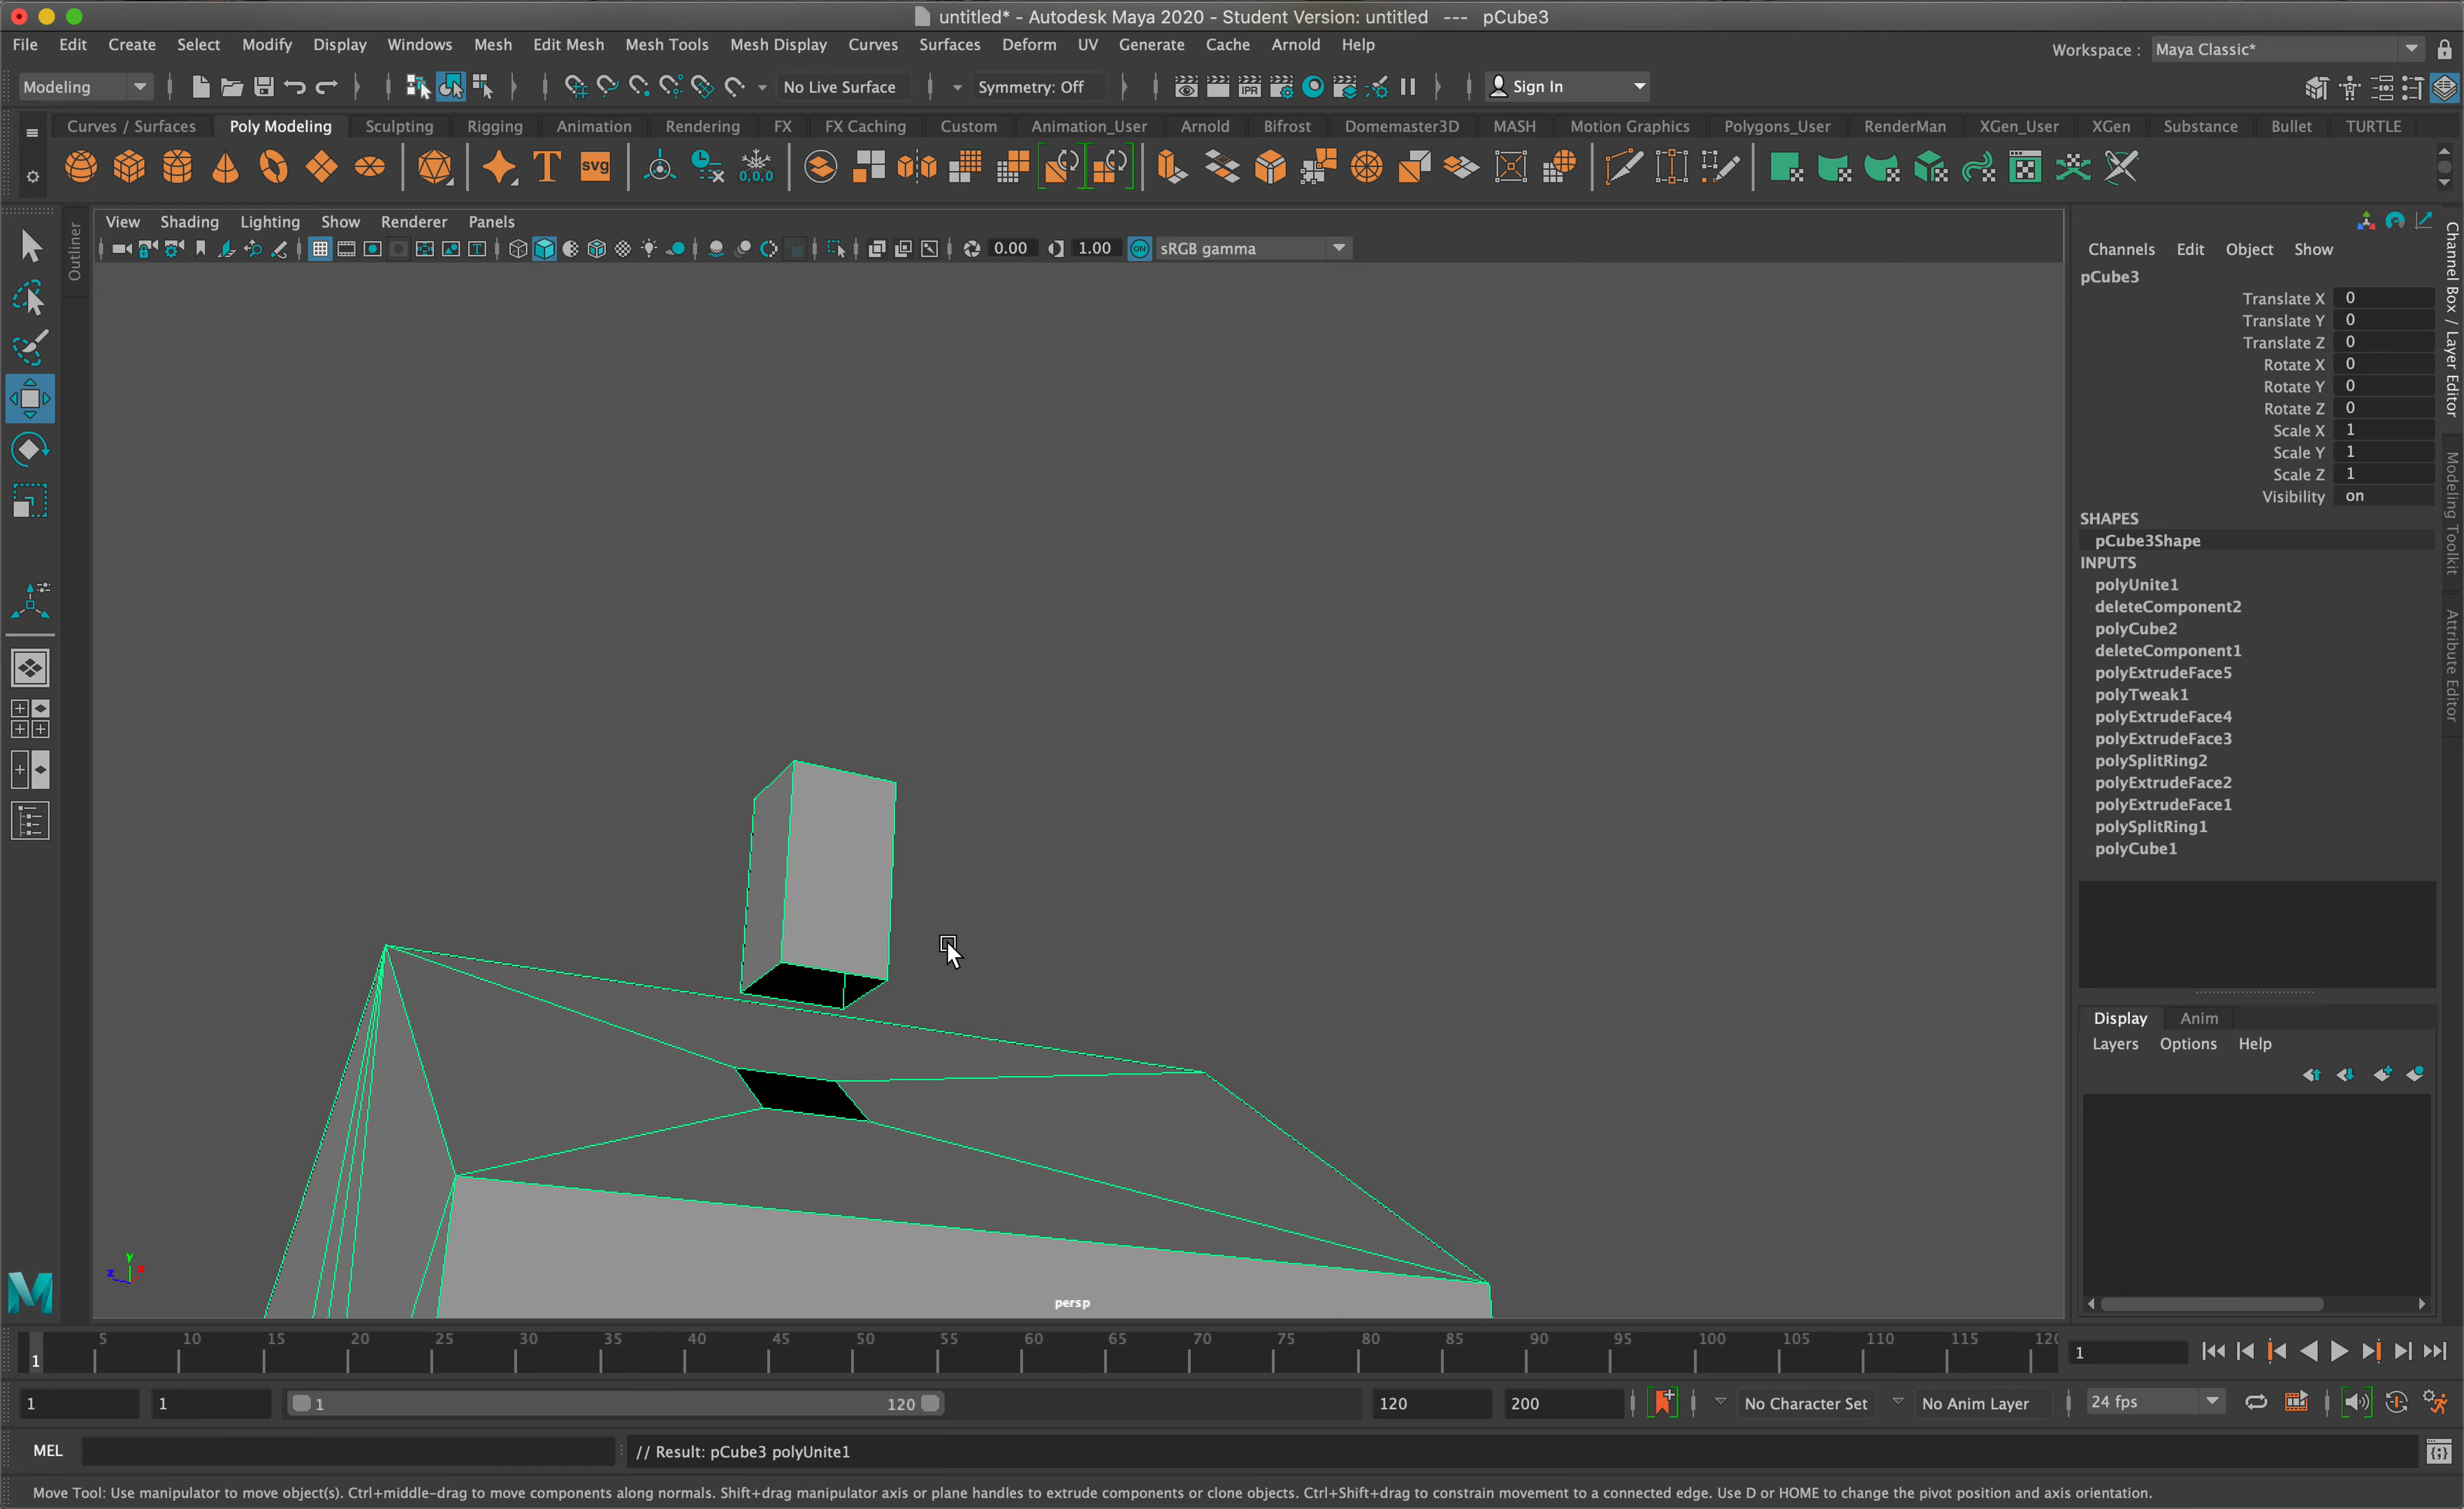 untitled* - Autodesk Maya 2020 - Student Version: untitled --- pCube3
File Edit Create Select Modify Display Windows Mesh Edit Mesh Mesh Tools Mesh Display Curves Surfaces Deform UV Generate Cache Arnold Help
Workspace : Maya Classic*
Modeling No Live Surface Symmetry: Off IPR Sign In
Curves / Surfaces Poly Modeling Sculpting Rigging Animation Rendering FX FX Caching Custom Animation_User Arnold Bifrost Domemaster3D MASH Motion Graphics Polygons_User RenderMan XGen_User XGen Substance Bullet TURTLE
T svg 0,0,0
Outliner
View Shading Lighting Show Renderer Panels
0.00 1.00 ON sRGB gamma
Channels Edit Object Show
pCube3
Translate X 0
Translate Y 0
Translate Z 0
Rotate X 0
Rotate Y 0
Rotate Z 0
Scale X 1
Scale Y 1
Scale Z 1
Visibility on
SHAPES
pCube3Shape
INPUTS
polyUnite1
deleteComponent2
polyCube2
deleteComponent1
polyExtrudeFace5
polyTweak1
polyExtrudeFace4
polyExtrudeFace3
polySplitRing2
polyExtrudeFace2
polyExtrudeFace1
polySplitRing1
polyCube1
Channel Box / Layer Editor
Modeling Toolkit
Attribute Editor
Display Anim
Layers Options Help
y
z x
M
persp
5 10 15 20 25 30 35 40 45 50 55 60 65 70 75 80 85 90 95 100 105 110 115 120
1 1
1 1 1 120 120 200 No Character Set No Anim Layer 24 fps
MEL // Result: pCube3 polyUnite1
Move Tool: Use manipulator to move object(s). Ctrl+middle-drag to move components along normals. Shift+drag manipulator axis or plane handles to extrude components or clone objects. Ctrl+Shift+drag to constrain movement to a connected edge. Use D or HOME to change the pivot position and axis orientation.